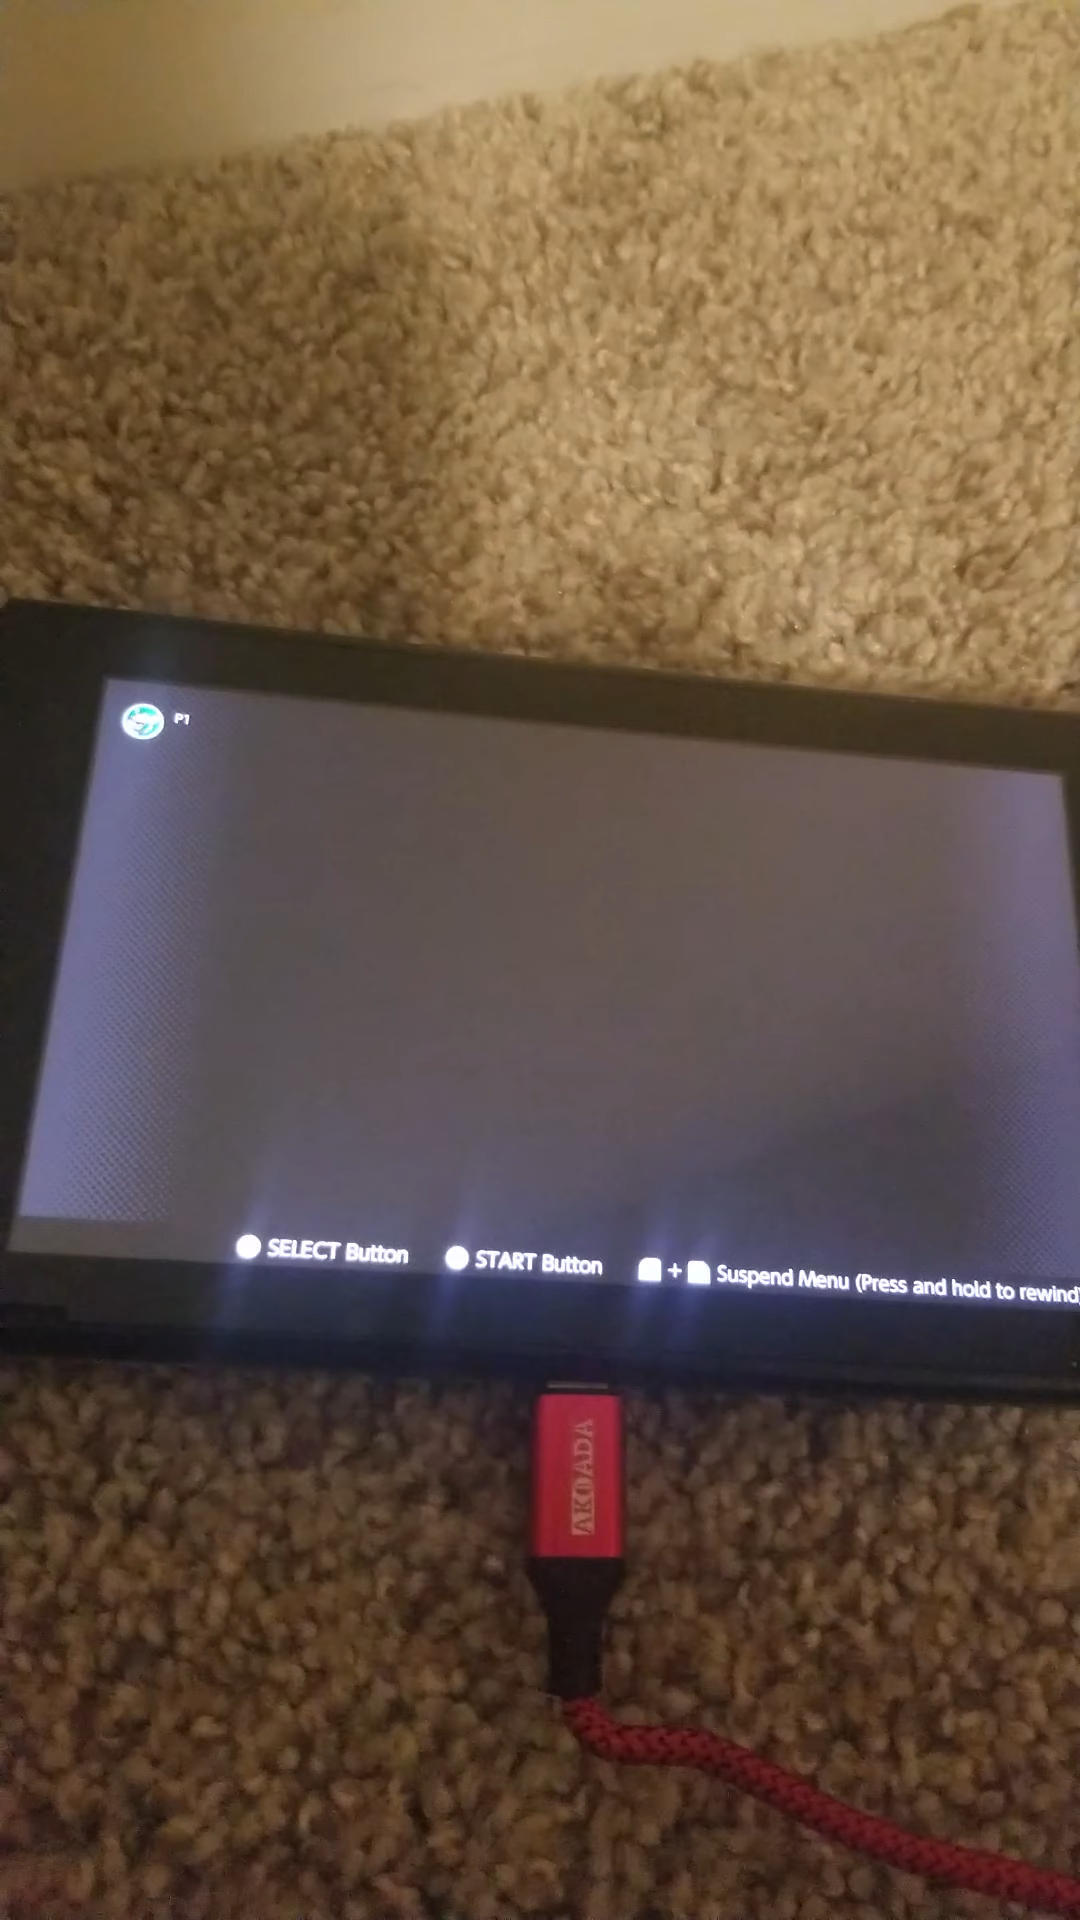 P1
SELECT Button START Button + Suspend Menu (Press and hold to rewind)
AKOADA